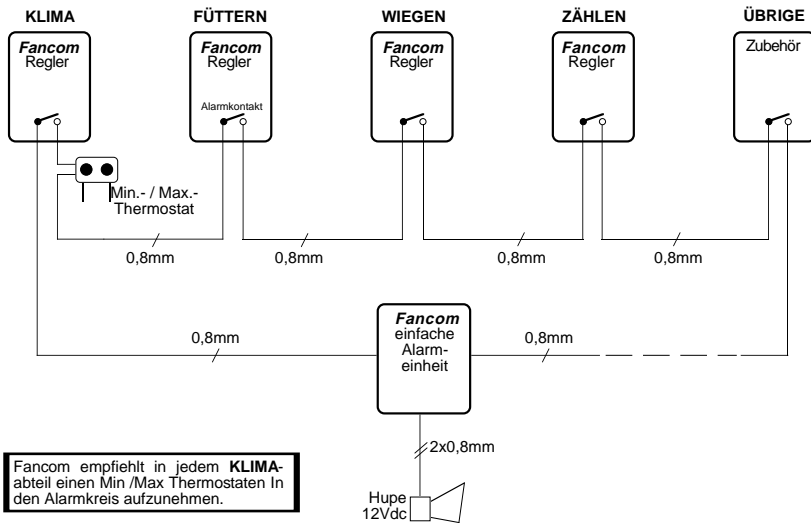 KLIMA
FÜTTERN
WIEGEN
ZÄHLEN
ÜBRIGE
Fancom
Regler
Fancom
Regler
Alarmkontakt
Fancom
Regler
Fancom
Regler
Zubehör
Min.- / Max.-
Thermostat
0,8mm
0,8mm
0,8mm
0,8mm
0,8mm
Fancom
einfache
Alarm-
einheit
0,8mm
2x0,8mm
Hupe
12Vdc
Fancom empfiehlt in jedem KLIMA-
abteil einen Min /Max Thermostaten In
den Alarmkreis aufzunehmen.